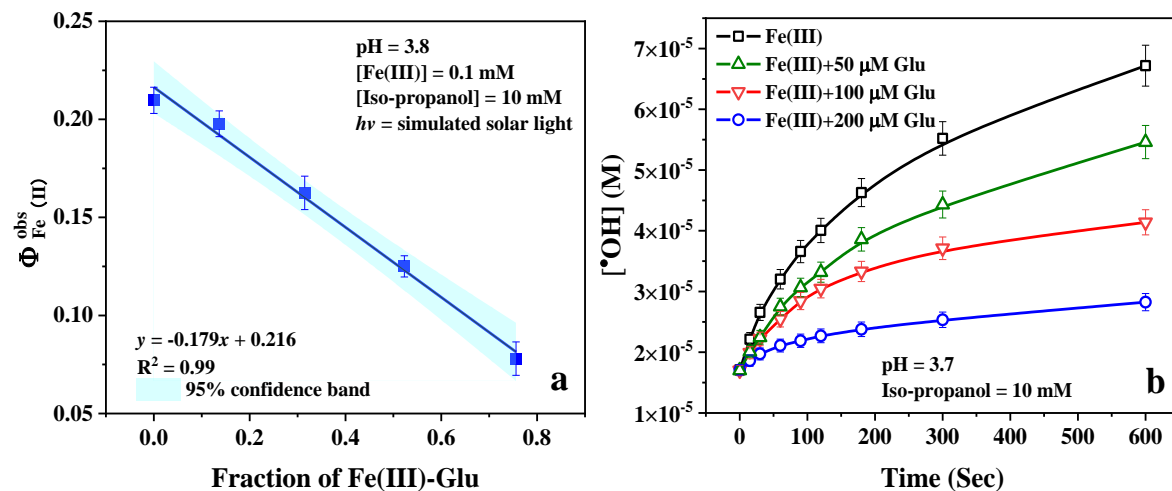 0.25
0.20
0.15
0.10
0.05
Φ^obs_Fe (II)
pH = 3.8
[Fe(III)] = 0.1 mM
[Iso-propanol] = 10 mM
hv = simulated solar light
y = -0.179x + 0.216
R² = 0.99
95% confidence band
a
0.0 0.2 0.4 0.6 0.8
Fraction of Fe(III)-Glu
7×10⁻⁵
6×10⁻⁵
5×10⁻⁵
4×10⁻⁵
3×10⁻⁵
2×10⁻⁵
1×10⁻⁵
[•OH] (M)
Fe(III)
Fe(III)+50 μM Glu
Fe(III)+100 μM Glu
Fe(III)+200 μM Glu
pH = 3.7
Iso-propanol = 10 mM
b
0 100 200 300 400 500 600
Time (Sec)